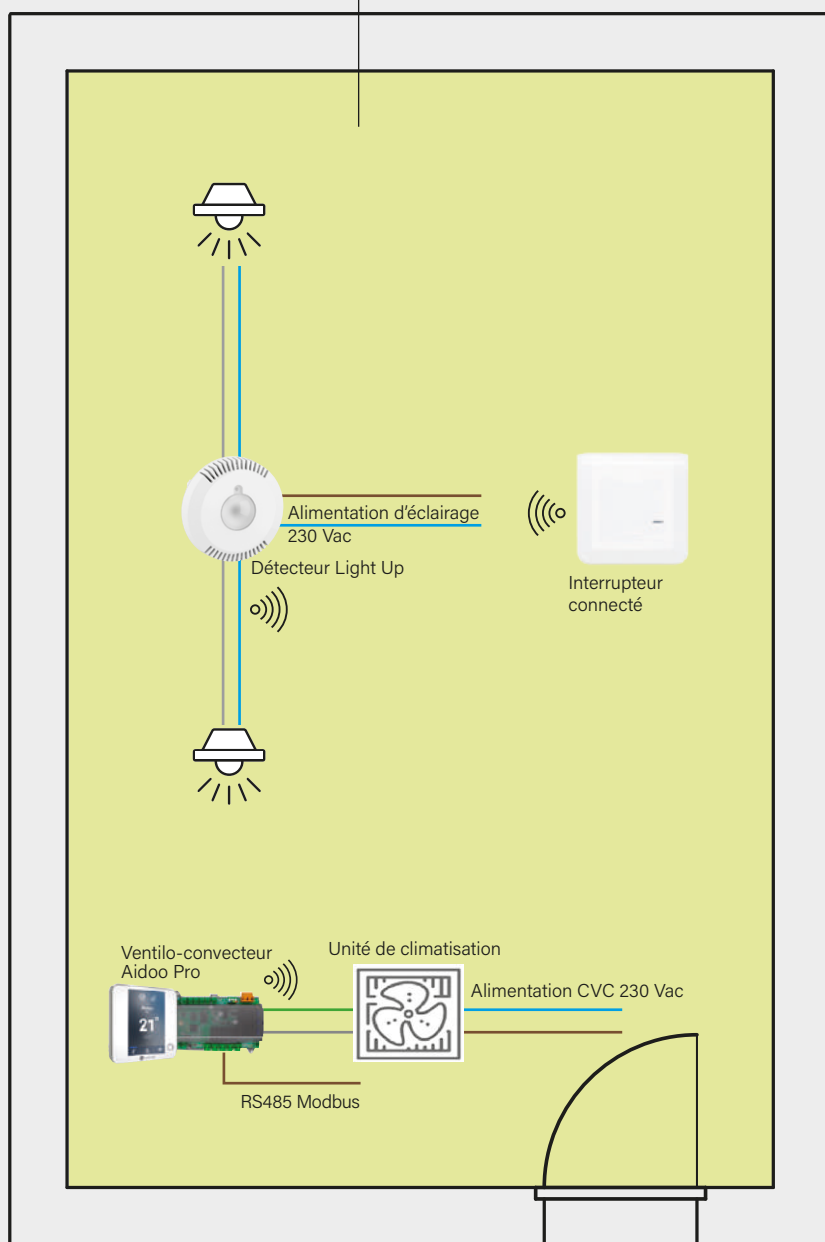 Alimentation d’éclairage
230 Vac
Détecteur Light Up
Interrupteur
connecté
Ventilo-convecteur
Aidoo Pro
Unité de climatisation
Alimentation CVC 230 Vac
21°
RS485 Modbus